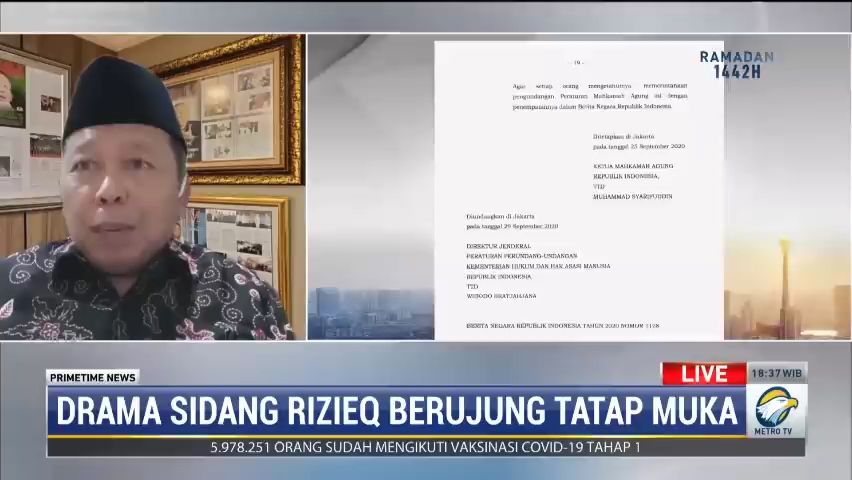 RAMADAN
1442H
- 19 -
Agar setiap orang mengetahuinya memerintahkan
pengundangan Peraturan Mahkamah Agung ini dengan
penempatannya dalam Berita Negara Republik Indonesia.
Ditetapkan di Jakarta
pada tanggal 25 September 2020
KETUA MAHKAMAH AGUNG
REPUBLIK INDONESIA,
TTD
MUHAMMAD SYARIFUDDIN
Diundangkan di Jakarta
pada tanggal 29 September 2020
DIREKTUR JENDERAL
PERATURAN PERUNDANG-UNDANGAN
KEMENTERIAN HUKUM DAN HAK ASASI MANUSIA
REPUBLIK INDONESIA
TTD
WIDODO EKATJAHJANA
BERITA NEGARA REPUBLIK INDONESIA TAHUN 2020 NOMOR 1128
PRIMETIME NEWS
LIVE
18:37 WIB
DRAMA SIDANG RIZIEQ BERUJUNG TATAP MUKA
METRO TV
5.978.251 ORANG SUDAH MENGIKUTI VAKSINASI COVID-19 TAHAP 1